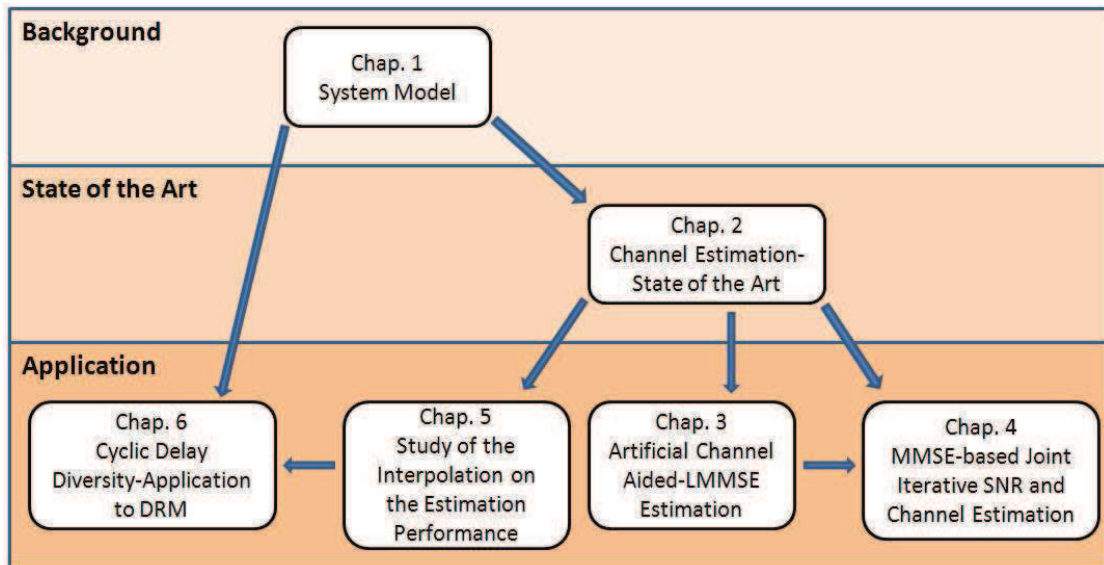 Background
Chap. 1
System Model
State of the Art
Chap. 2
Channel Estimation-
State of the Art
Application
Chap. 6
Cyclic Delay
Diversity-Application
to DRM
Chap. 5
Study of the
Interpolation on
the Estimation
Performance
Chap. 3
Artificial Channel
Aided-LMMSE
Estimation
Chap. 4
MMSE-based Joint
Iterative SNR and
Channel Estimation